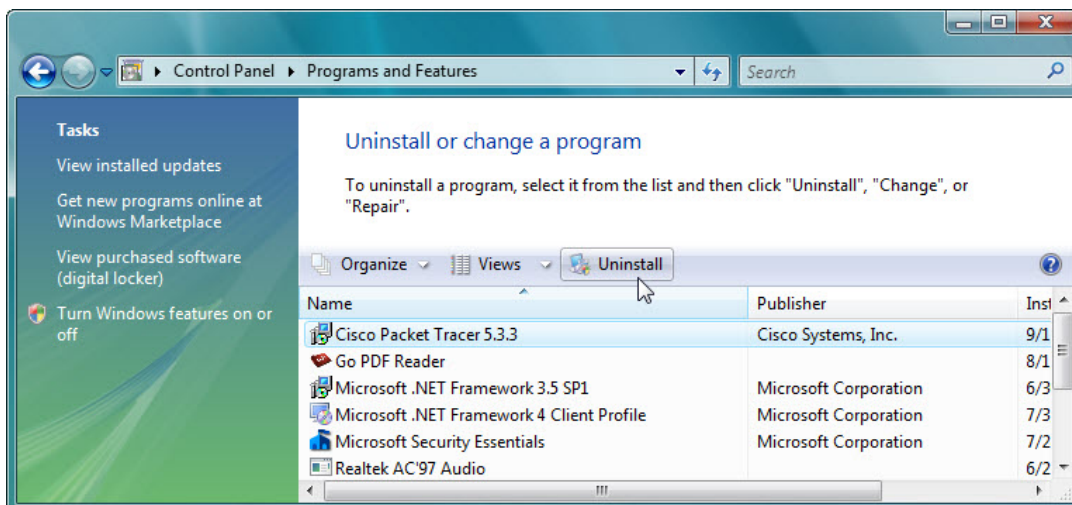 Control Panel Programs and Features
Search
Tasks
View installed updates
Get new programs online at
Windows Marketplace
View purchased software
(digital locker)
Turn Windows features on or
off
Uninstall or change a program
To uninstall a program, select it from the list and then click "Uninstall", "Change", or
"Repair".
Organize Views Uninstall
Name Publisher Inst
Cisco Packet Tracer 5.3.3 Cisco Systems, Inc. 9/1
Go PDF Reader 8/1
Microsoft .NET Framework 3.5 SP1 Microsoft Corporation 6/3
Microsoft .NET Framework 4 Client Profile Microsoft Corporation 7/3
Microsoft Security Essentials Microsoft Corporation 7/2
Realtek AC'97 Audio 6/2